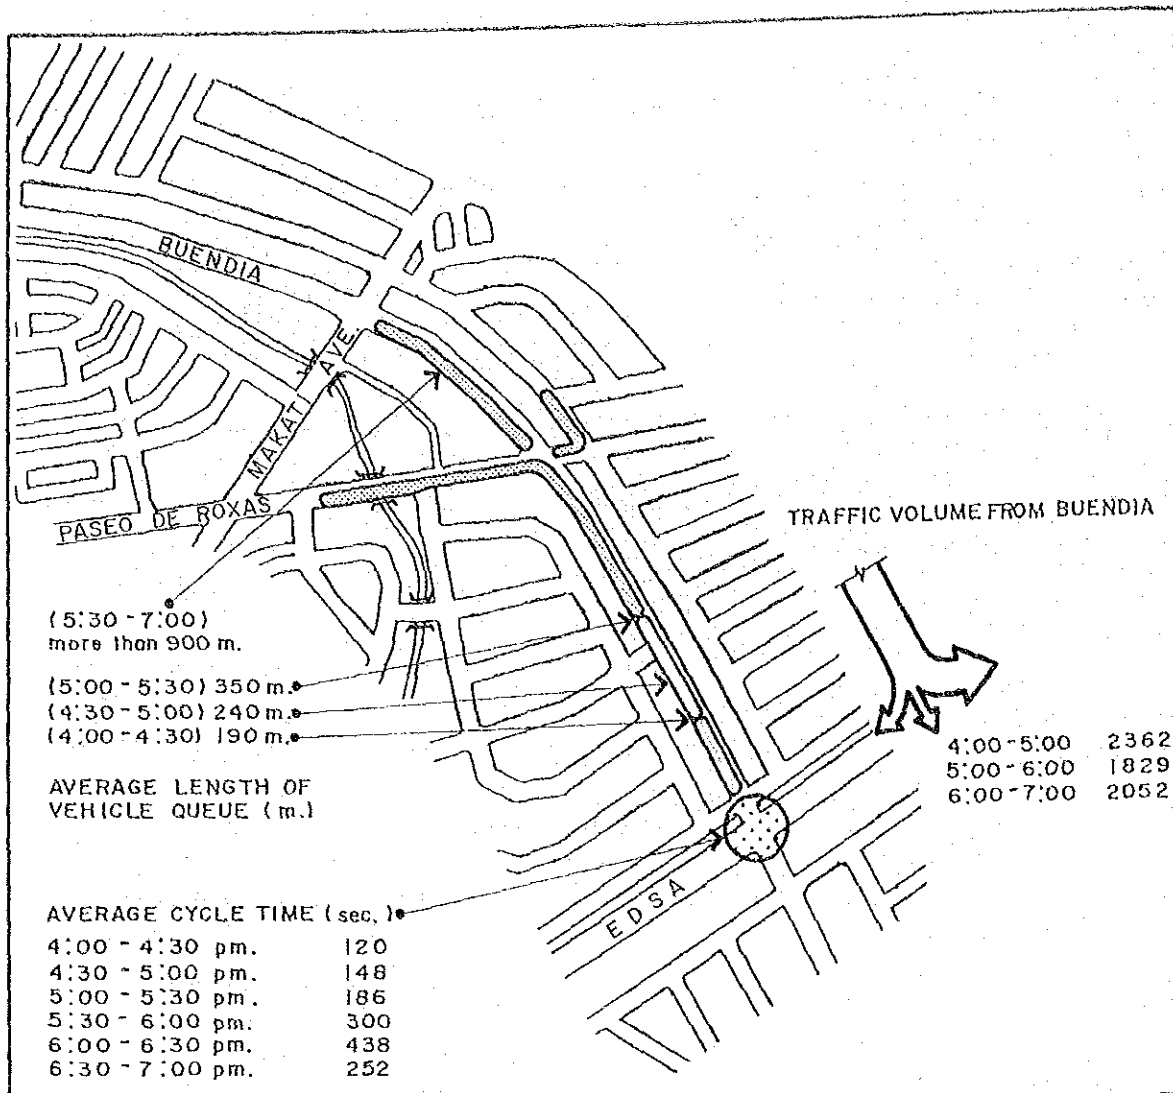 BUENDIA
MAKATI AVE.
PASEO DE ROXAS
TRAFFIC VOLUME FROM BUENDIA
(5:30 - 7:00)
more than 900 m.
(5:00 - 5:30) 350 m.
(4:30 - 5:00) 240 m.
(4:00 - 4:30) 190 m.
4:00-5:00 2362
5:00-6:00 1829
6:00-7:00 2052
AVERAGE LENGTH OF
VEHICLE QUEUE (m.)
EDSA
AVERAGE CYCLE TIME (sec.)
4:00 - 4:30 pm. 120
4:30 - 5:00 pm. 148
5:00 - 5:30 pm. 186
5:30 - 6:00 pm. 300
6:00 - 6:30 pm. 438
6:30 - 7:00 pm. 252